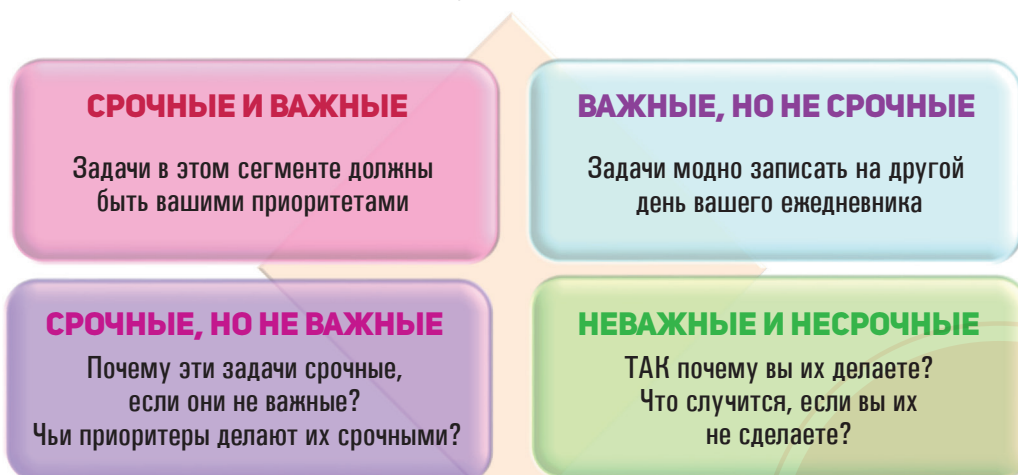 СРОЧНЫЕ И ВАЖНЫЕ
Задачи в этом сегменте должны
быть вашими приоритетами
ВАЖНЫЕ, НО НЕ СРОЧНЫЕ
Задачи модно записать на другой
день вашего ежедневника
СРОЧНЫЕ, НО НЕ ВАЖНЫЕ
Почему эти задачи срочные,
если они не важные?
Чьи приоритеры делают их срочными?
НЕВАЖНЫЕ И НЕСРОЧНЫЕ
ТАК почему вы их делаете?
Что случится, если вы их
не сделаете?